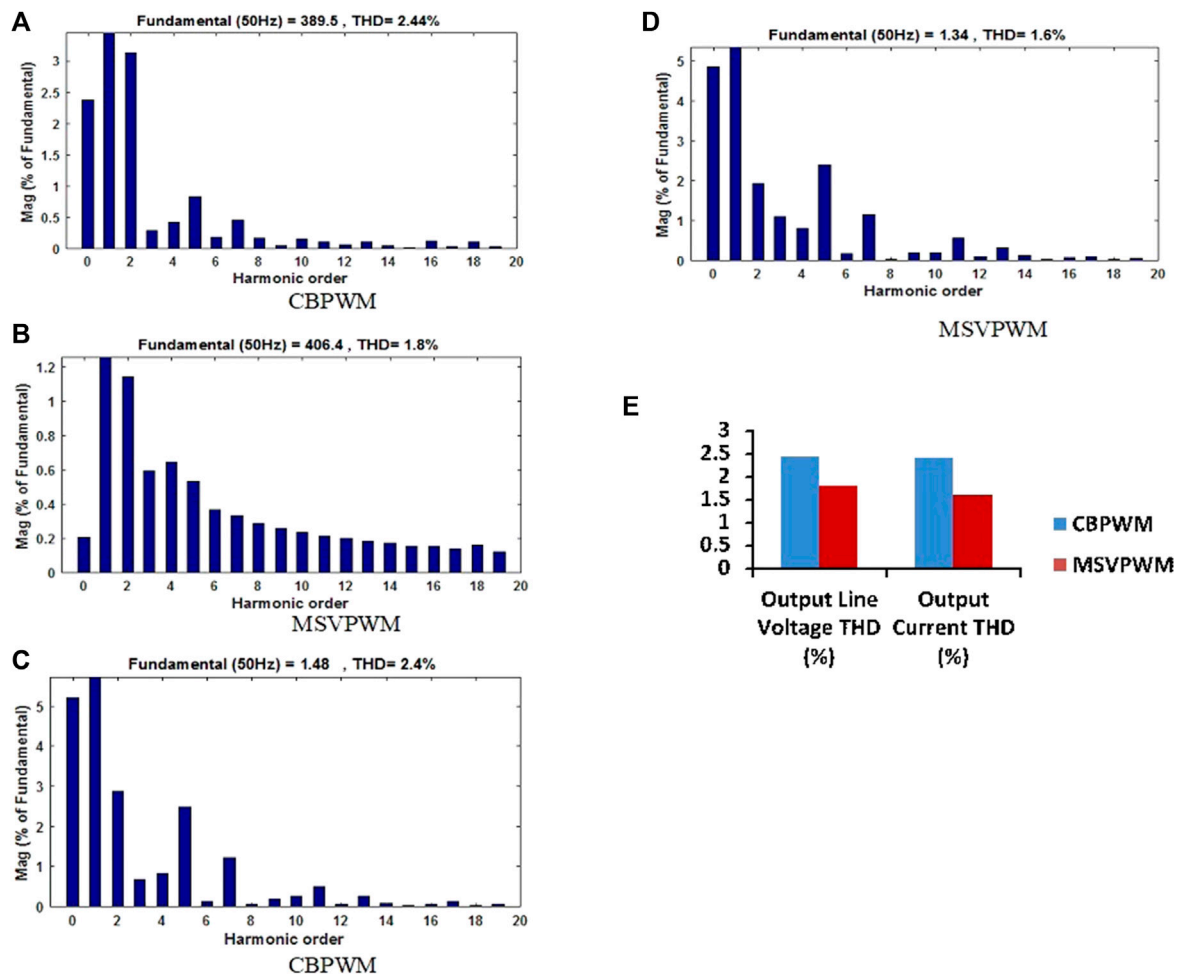 A
Fundamental (50Hz) = 389.5 , THD= 2.44%
Mag (% of Fundamental)
3
2.5
2
1.5
1
0.5
0
0 2 4 6 8 10 12 14 16 18 20
Harmonic order
CBPWM
B
Fundamental (50Hz) = 406.4 , THD= 1.8%
Mag (% of Fundamental)
1.2
1
0.8
0.6
0.4
0.2
0
0 2 4 6 8 10 12 14 16 18 20
Harmonic order
MSVPWM
C
Fundamental (50Hz) = 1.48 , THD= 2.4%
Mag (% of Fundamental)
5
4
3
2
1
0
0 2 4 6 8 10 12 14 16 18 20
Harmonic order
CBPWM
D
Fundamental (50Hz) = 1.34 , THD= 1.6%
Mag (% of Fundamental)
5
4
3
2
1
0
0 2 4 6 8 10 12 14 16 18 20
Harmonic order
MSVPWM
E
3
2.5
2
1.5
1
0.5
0
Output Line
Voltage THD
(%)
Output
Current THD
(%)
CBPWM
MSVPWM